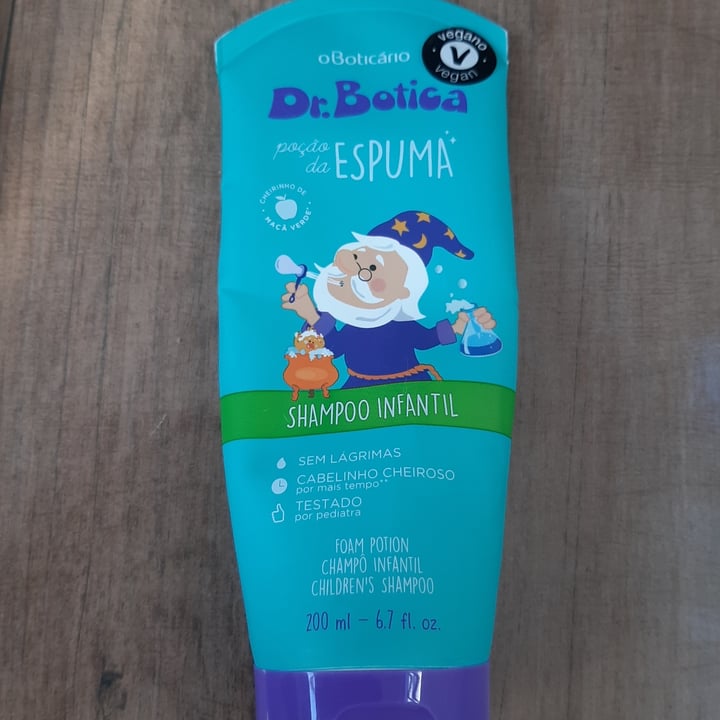 oBoticário
vegano
V
vegan
Dr. Botica
poção
da ESPUMA
CHEIRINHO DE
MAÇÃ VERDE*
SHAMPOO INFANTIL
SEM LÁGRIMAS
CABELINHO CHEIROSO
por mais tempo**
TESTADO
por pediatra
FOAM POTION
CHAMPÔ INFANTIL
CHILDREN'S SHAMPOO
200 ml – 6.7 fl. oz.